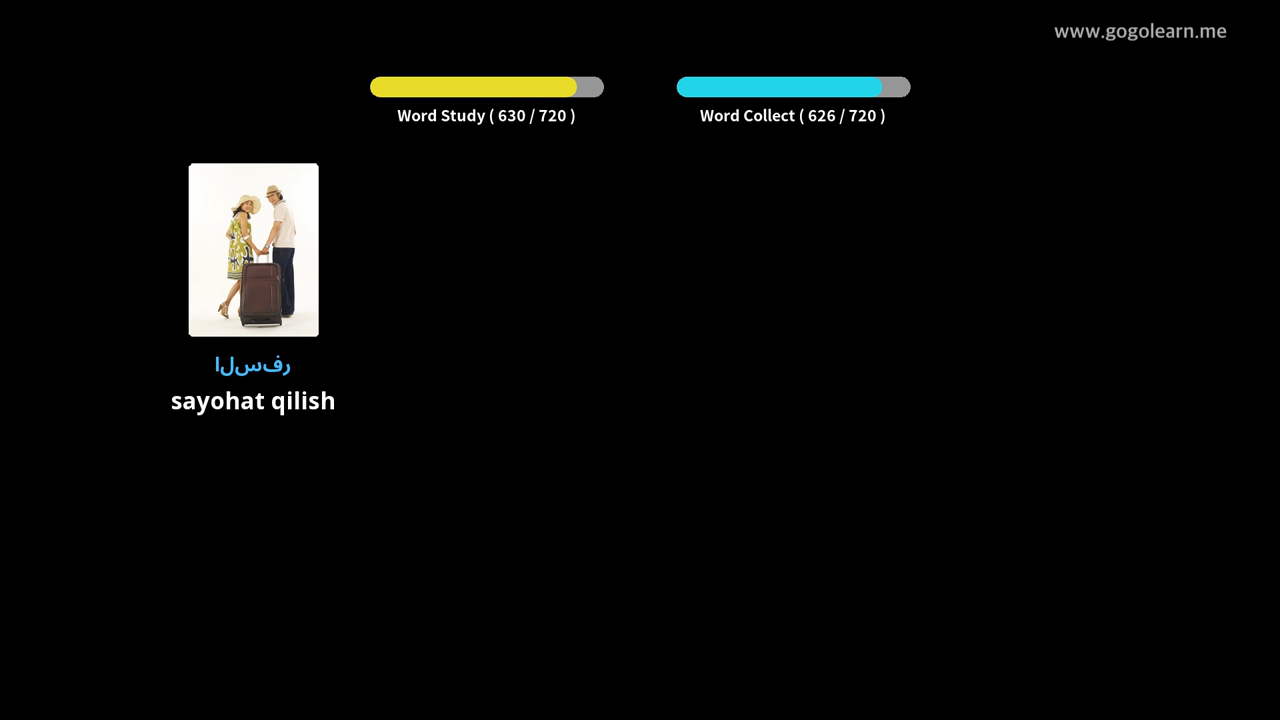 www.gogolearn.me
Word Study ( 630 / 720 )
Word Collect ( 626 / 720 )
السفر
sayohat qilish